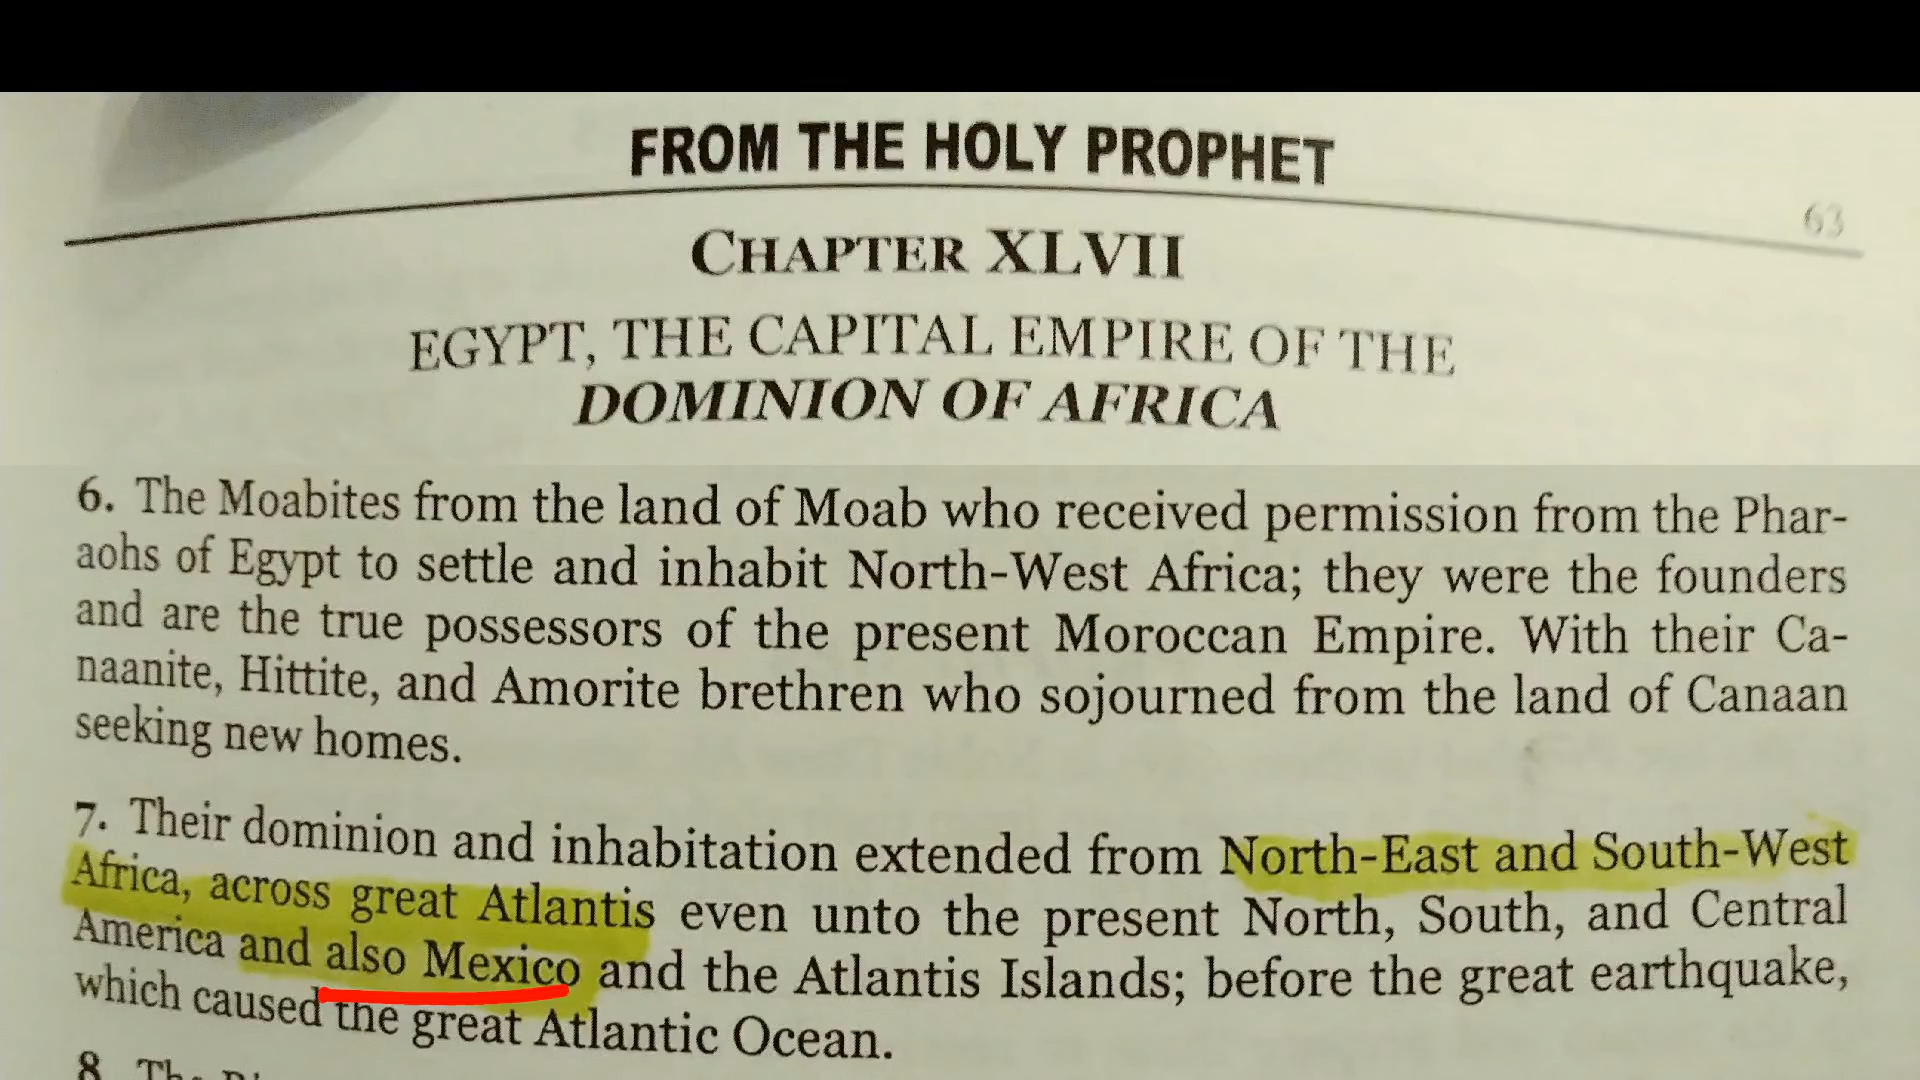 FROM THE HOLY PROPHET
63
CHAPTER XLVII
EGYPT, THE CAPITAL EMPIRE OF THE
DOMINION OF AFRICA
6. The Moabites from the land of Moab who received permission from the Phar-
aohs of Egypt to settle and inhabit North-West Africa; they were the founders
and are the true possessors of the present Moroccan Empire. With their Ca-
naanite, Hittite, and Amorite brethren who sojourned from the land of Canaan
seeking new homes.
7. Their dominion and inhabitation extended from North-East and South-West
Africa, across great Atlantis even unto the present North, South, and Central
America and also Mexico and the Atlantis Islands; before the great earthquake,
which caused the great Atlantic Ocean.
8. The